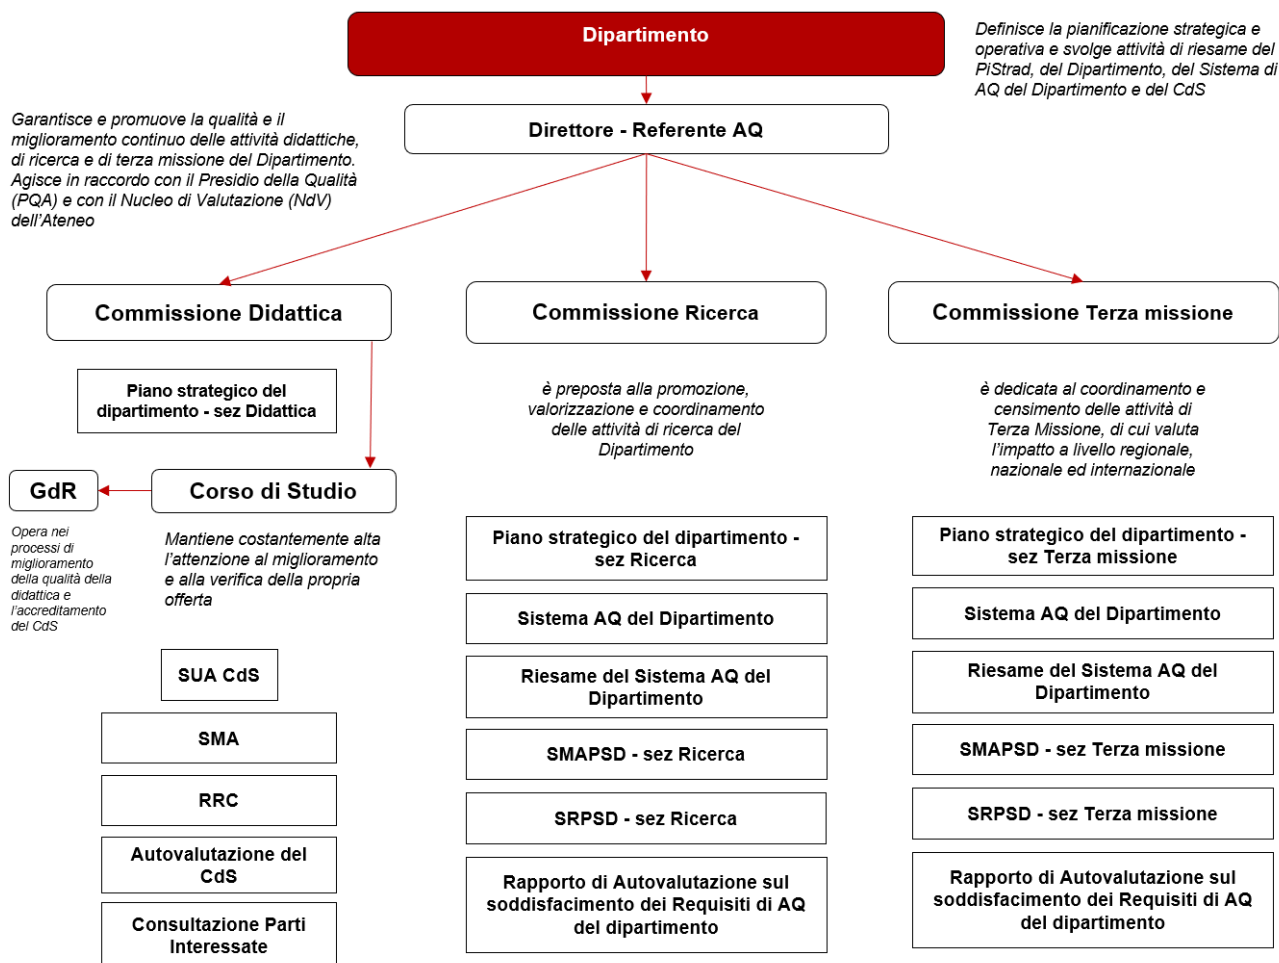 Dipartimento
Definisce la pianificazione strategica e
operativa e svolge attività di riesame del
PiStrad, del Dipartimento, del Sistema di
AQ del Dipartimento e del CdS
Garantisce e promuove la qualità e il
miglioramento continuo delle attività didattiche,
di ricerca e di terza missione del Dipartimento.
Agisce in raccordo con il Presidio della Qualità
(PQA) e con il Nucleo di Valutazione (NdV)
dell'Ateneo
Direttore - Referente AQ
Commissione Didattica
Piano strategico del
dipartimento - sez Didattica
GdR
Corso di Studio
Opera nei
processi di
miglioramento
della qualità della
didattica e
l'accreditamento
del CdS
Mantiene costantemente alta
l'attenzione al miglioramento
e alla verifica della propria
offerta
SUA CdS
SMA
RRC
Autovalutazione del
CdS
Consultazione Parti
Interessate
Commissione Ricerca
è preposta alla promozione,
valorizzazione e coordinamento
delle attività di ricerca del
Dipartimento
Piano strategico del dipartimento -
sez Ricerca
Sistema AQ del Dipartimento
Riesame del Sistema AQ del
Dipartimento
SMAPSD - sez Ricerca
SRPSD - sez Ricerca
Rapporto di Autovalutazione sul
soddisfacimento dei Requisiti di AQ
del dipartimento
Commissione Terza missione
è dedicata al coordinamento e
censimento delle attività di
Terza Missione, di cui valuta
l'impatto a livello regionale,
nazionale ed internazionale
Piano strategico del dipartimento -
sez Terza missione
Sistema AQ del Dipartimento
Riesame del Sistema AQ del
Dipartimento
SMAPSD - sez Terza missione
SRPSD - sez Terza missione
Rapporto di Autovalutazione sul
soddisfacimento dei Requisiti di AQ
del dipartimento